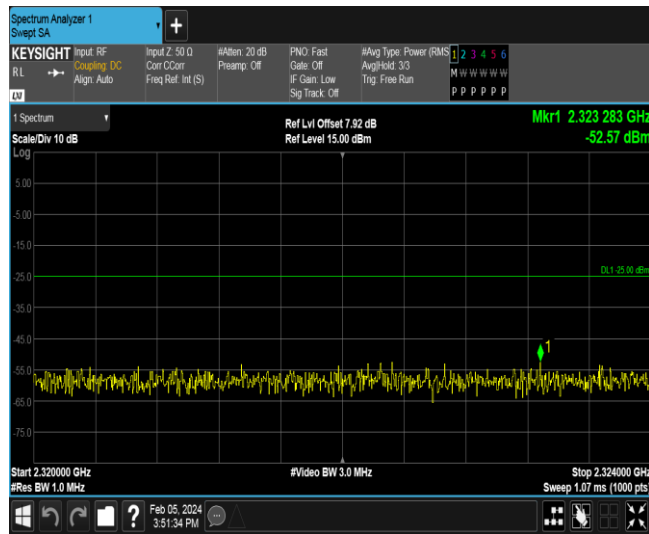 Spectrum Analyzer 1
Swept SA
KEYSIGHT
RL
LXI
Input: RF
Coupling: DC
Align: Auto
Input Z: 50 Ω
Corr CCorr
Freq Ref: Int (S)
#Atten: 20 dB
Preamp: Off
PNO: Fast
Gate: Off
IF Gain: Low
Sig Track: Off
#Avg Type: Power (RMS
Avg|Hold: 3/3
Trig: Free Run
1 2 3 4 5 6
M W W W W W
P P P P P P
1 Spectrum
Scale/Div 10 dB
Log
Ref Lvl Offset 7.92 dB
Ref Level 15.00 dBm
Mkr1 2.323 283 GHz
-52.57 dBm
5.00
-5.00
-15.0
DL1 -25.00 dBm
-25.0
-35.0
-45.0
1
-55.0
-65.0
-75.0
Start 2.320000 GHz
#Res BW 1.0 MHz
#Video BW 3.0 MHz
Stop 2.324000 GHz
Sweep 1.07 ms (1000 pts)
?
Feb 05, 2024
3:51:34 PM